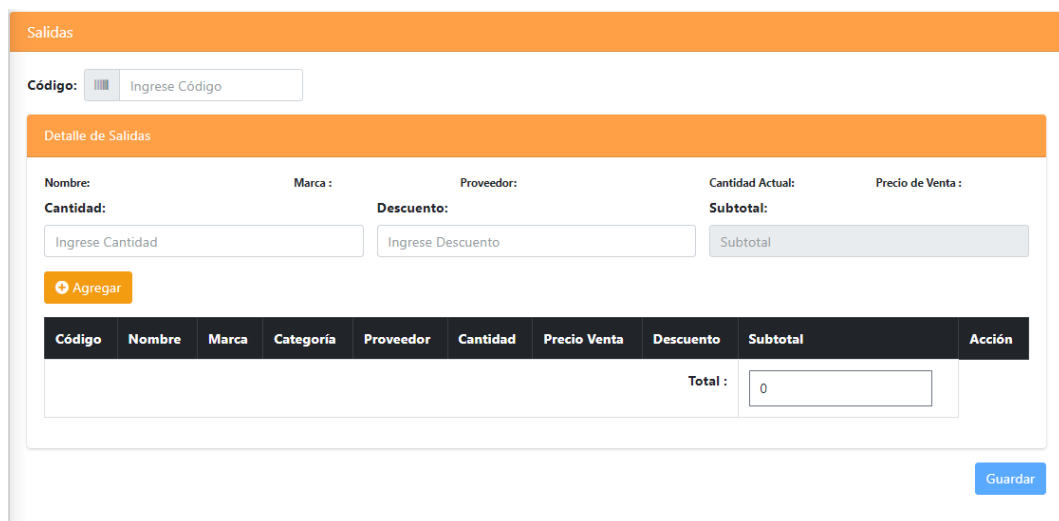 Salidas
Código: Ingrese Código
Detalle de Salidas
Nombre: Marca : Proveedor: Cantidad Actual: Precio de Venta :
Cantidad: Descuento: Subtotal:
Ingrese Cantidad Ingrese Descuento Subtotal
Agregar
Código Nombre Marca Categoría Proveedor Cantidad Precio Venta Descuento Subtotal Acción
Total : 0
Guardar